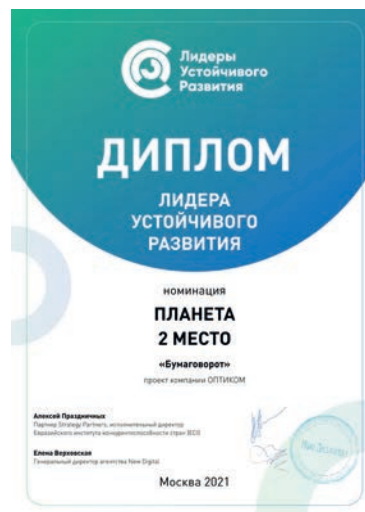 Лидеры
Устойчивого
Развития
ДИПЛОМ
ЛИДЕРА
УСТОЙЧИВОГО
РАЗВИТИЯ
НОМИНАЦИЯ
ПЛАНЕТА
2 МЕСТО
«Бумаговорот»
проект компании ОПТИКОМ
Алексей Праздничных
Партнер Strategy Partners, исполнительный директор
Евразийского института конкурентоспособности стран (ECI)
Елена Верховская
Генеральный директор агентства New Digital
Москва 2021